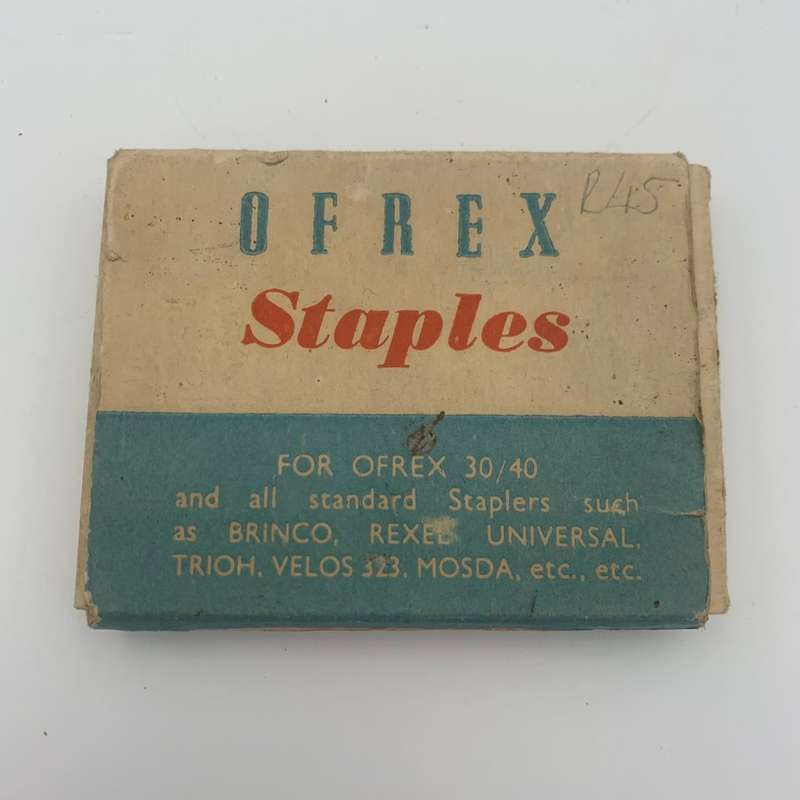 OFREX
R45
Staples
FOR OFREX 30/40
and all standard Staplers such
as BRINCO, REXEL UNIVERSAL,
TRIOH, VELOS 323, MOSDA, etc., etc.